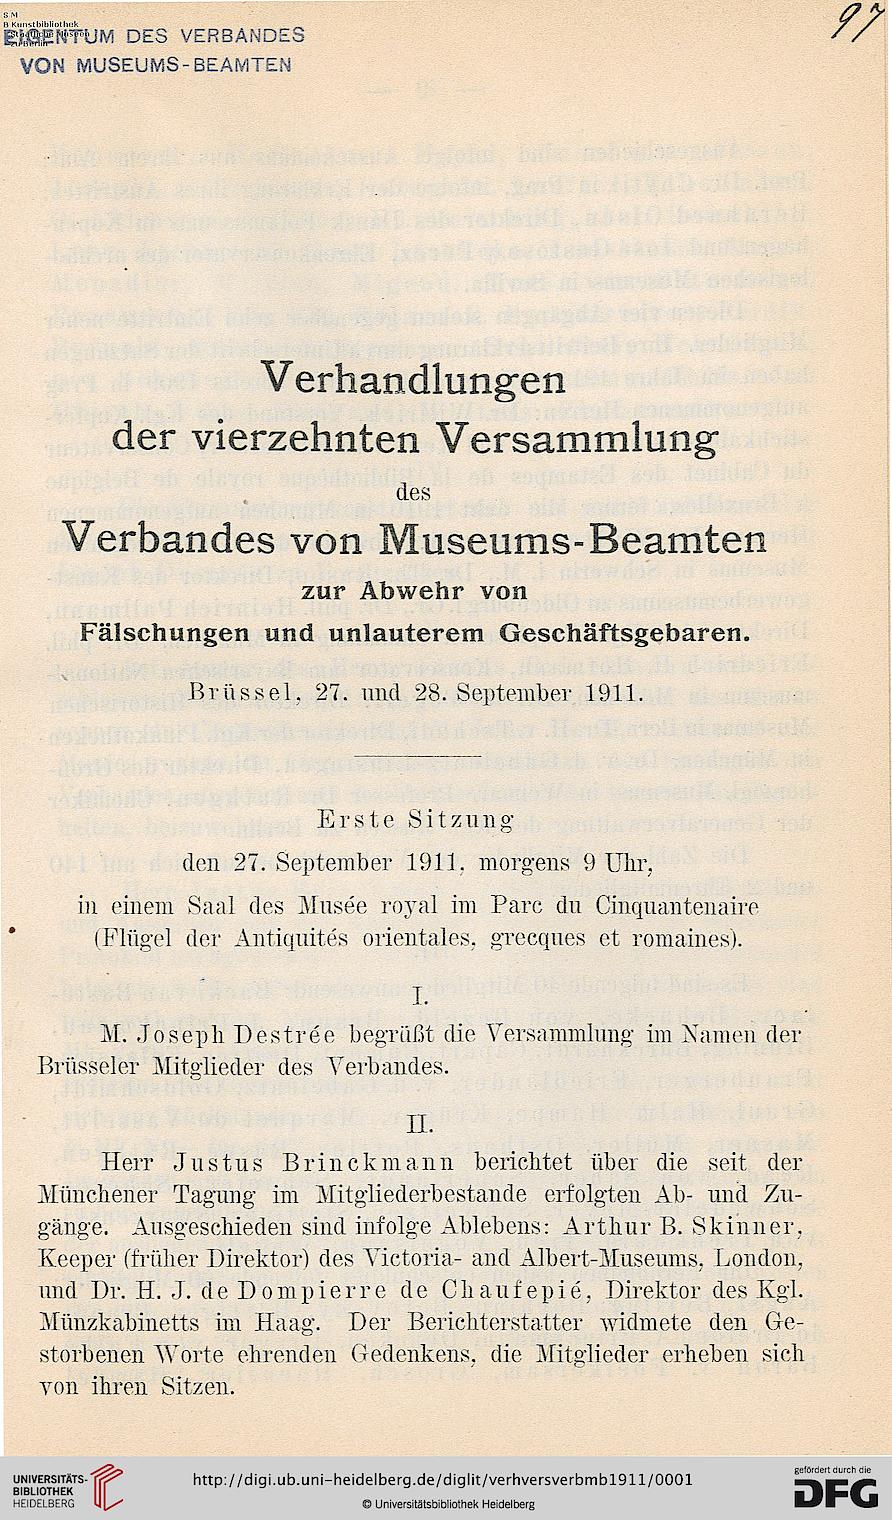 S M
B Kunstbibliothek
Staatliche Museen
zu Berlin
EIGENTUM DES VERBANDES
VON MUSEUMS-BEAMTEN
97
Verhandlungen
der vierzehnten Versammlung
des
Verbandes von Museums-Beamten
zur Abwehr von
Fälschungen und unlauterem Geschäftsgebaren.
Brüssel, 27. und 28. September 1911.
Erste Sitzung
den 27. September 1911, morgens 9 Uhr,
in einem Saal des Musée royal im Parc du Cinquantenaire
(Flügel der Antiquités orientales, grecques et romaines).
I.
M. Joseph Destrée begrüßt die Versammlung im Namen der
Brüsseler Mitglieder des Verbandes.
II.
Herr Justus Brinckmann berichtet über die seit der
Münchener Tagung im Mitgliederbestande erfolgten Ab- und Zu-
gänge. Ausgeschieden sind infolge Ablebens: Arthur B. Skinner,
Keeper (früher Direktor) des Victoria- and Albert-Museums, London,
und Dr. H. J. de Dompierre de Chaufepié, Direktor des Kgl.
Münzkabinetts im Haag. Der Berichterstatter widmete den Ge-
storbenen Worte ehrenden Gedenkens, die Mitglieder erheben sich
von ihren Sitzen.
UNIVERSITÄTS-
BIBLIOTHEK
HEIDELBERG
http://digi.ub.uni-heidelberg.de/diglit/verhversverbmb1911/0001
© Universitätsbibliothek Heidelberg
gefördert durch die
DFG